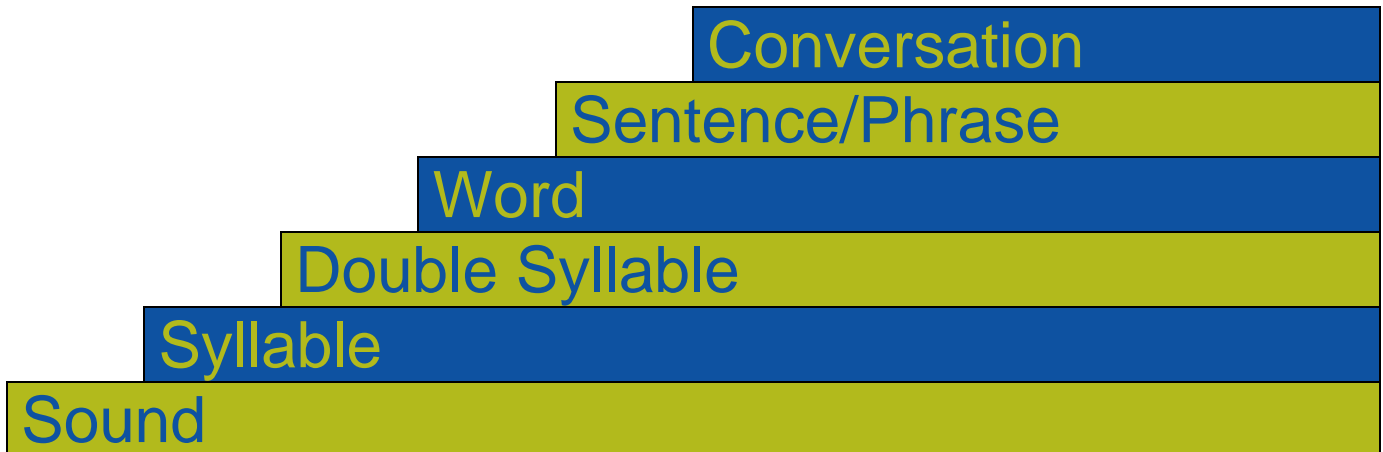 Conversation
Sentence/Phrase
Word
Double Syllable
Syllable
Sound